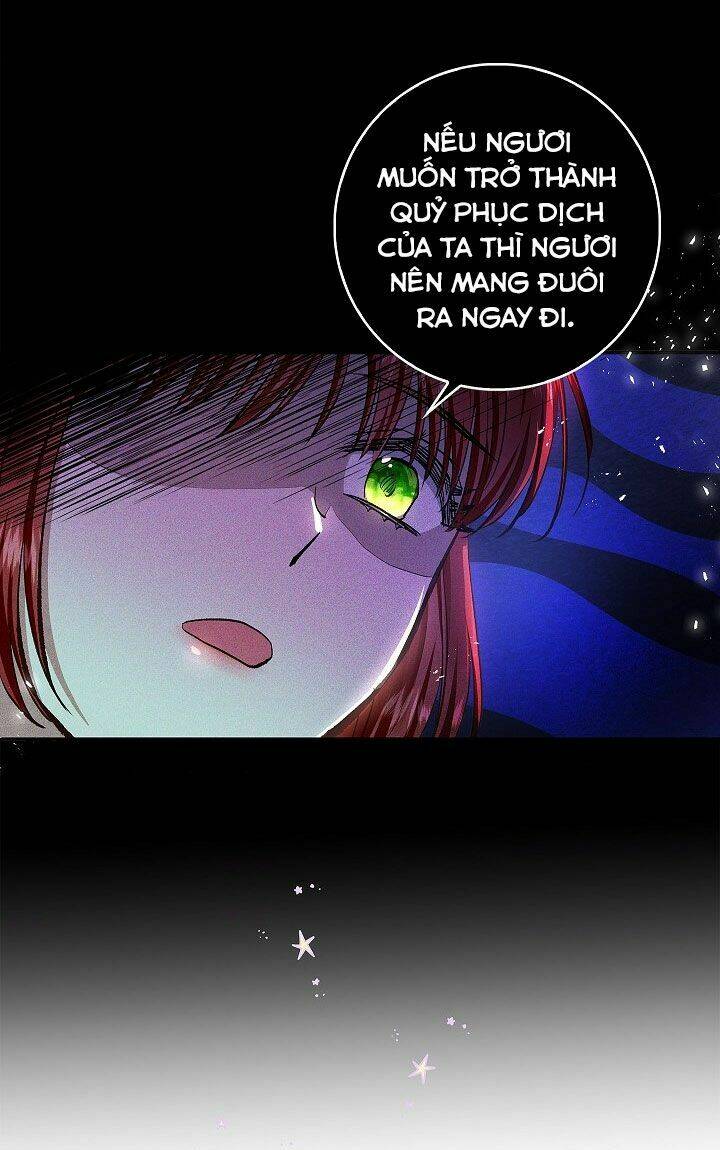 NẾU NGƯƠI
MUỐN TRỞ THÀNH
QUỶ PHỤC DỊCH
CỦA TA THÌ NGƯƠI
NÊN MANG ĐUÔI
RA NGAY ĐI.